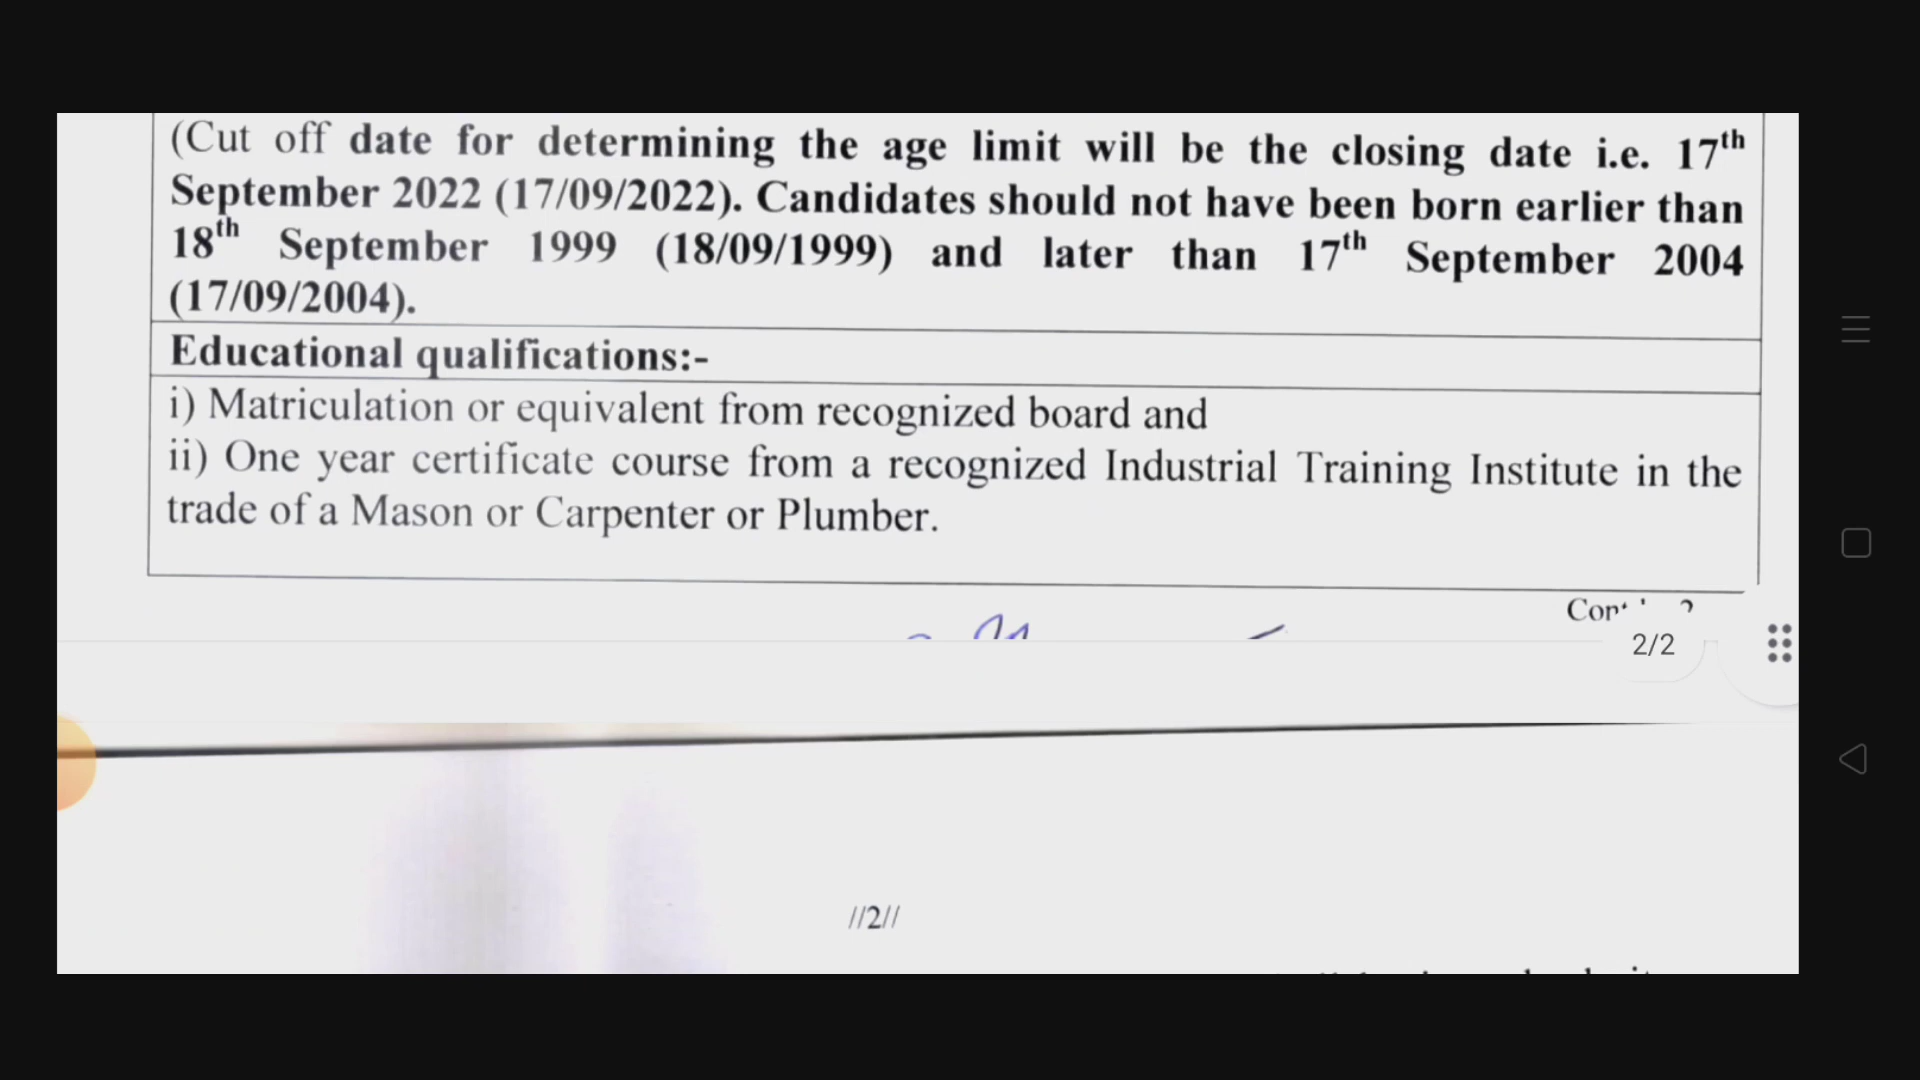 (Cut off date for determining the age limit will be the closing date i.e. 17th
September 2022 (17/09/2022). Candidates should not have been born earlier than
18th September 1999 (18/09/1999) and later than 17th September 2004
(17/09/2004).
Educational qualifications:-
i) Matriculation or equivalent from recognized board and
ii) One year certificate course from a recognized Industrial Training Institute in the
trade of a Mason or Carpenter or Plumber.
2/2
//2//